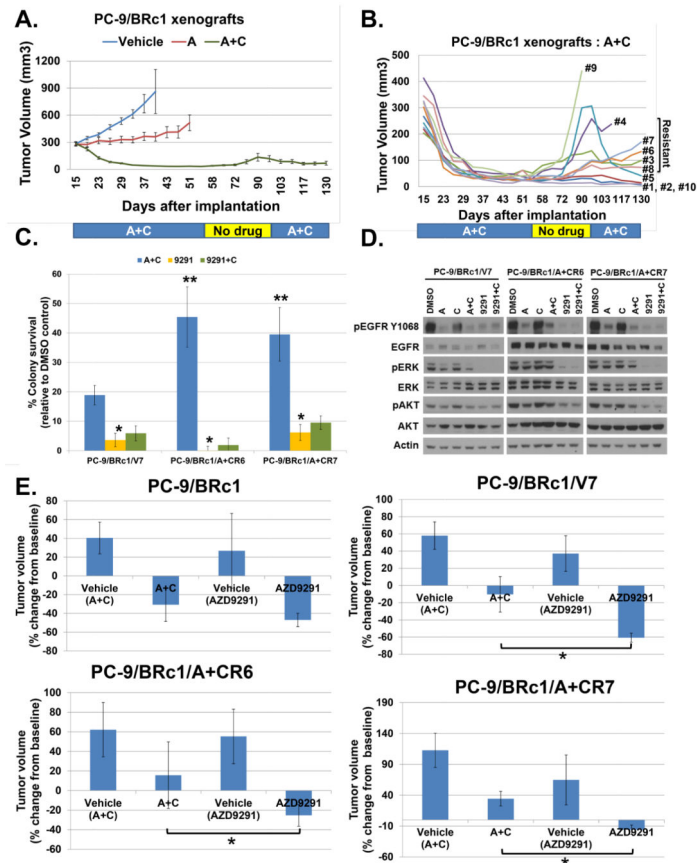 A.
PC-9/BRc1 xenografts
Vehicle A A+C
Tumor Volume (mm3)
1200
900
600
300
0
15 23 29 37 43 51 58 72 90 103 117 130
Days after implantation
A+C No drug A+C
B.
PC-9/BRc1 xenografts : A+C
Tumor Volume (mm3)
500
400
300
200
100
0
#9
#4
Resistant
#7
#6
#3
#8
#5
#1, #2, #10
15 23 29 37 43 51 58 72 90 103 117 130
Days after implantation
A+C No drug A+C
C.
A+C 9291 9291+C
% Colony survival
(relative to DMSO control)
60
50
40
30
20
10
0
* ** * ** *
PC-9/BRc1/V7 PC-9/BRc1/A+CR6 PC-9/BRc1/A+CR7
D.
PC-9/BRc1/V7 PC-9/BRc1/A+CR6 PC-9/BRc1/A+CR7
DMSO A C A+C 9291 9291+C DMSO A C A+C 9291 9291+C DMSO A C A+C 9291 9291+C
pEGFR Y1068
EGFR
pERK
ERK
pAKT
AKT
Actin
E.
PC-9/BRc1
Tumor volume
(% change from baseline)
80
60
40
20
0
-20
-40
-60
-80
Vehicle
(A+C)
A+C
Vehicle
(AZD9291)
AZD9291
PC-9/BRc1/V7
Tumor volume
(% change from baseline)
80
60
40
20
0
-20
-40
-60
-80
Vehicle
(A+C)
A+C
Vehicle
(AZD9291)
AZD9291
*
PC-9/BRc1/A+CR6
Tumor volume
(% change from baseline)
100
80
60
40
20
0
-20
-40
-60
Vehicle
(A+C)
A+C
Vehicle
(AZD9291)
AZD9291
*
PC-9/BRc1/A+CR7
Tumor volume
(% change from baseline)
190
140
90
40
-10
-60
Vehicle
(A+C)
A+C
Vehicle
(AZD9291)
AZD9291
*